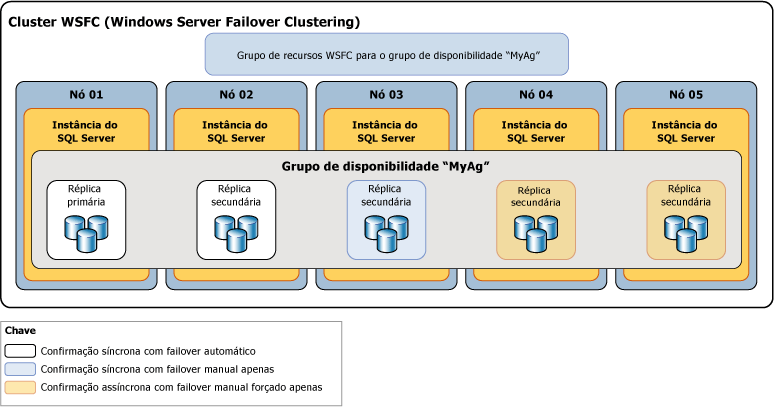 Cluster WSFC (Windows Server Failover Clustering)
Grupo de recursos WSFC para o grupo de disponibilidade “MyAg”
Nó 01
Nó 02
Nó 03
Nó 04
Nó 05
Instância do
SQL Server
Instância do
SQL Server
Instância do
SQL Server
Instância do
SQL Server
Instância do
SQL Server
Grupo de disponibilidade “MyAg”
Réplica
primária
Réplica
secundária
Réplica
secundária
Réplica
secundária
Réplica
secundária
Chave
Confirmação síncrona com failover automático
Confirmação síncrona com failover manual apenas
Confirmação assíncrona com failover manual forçado apenas